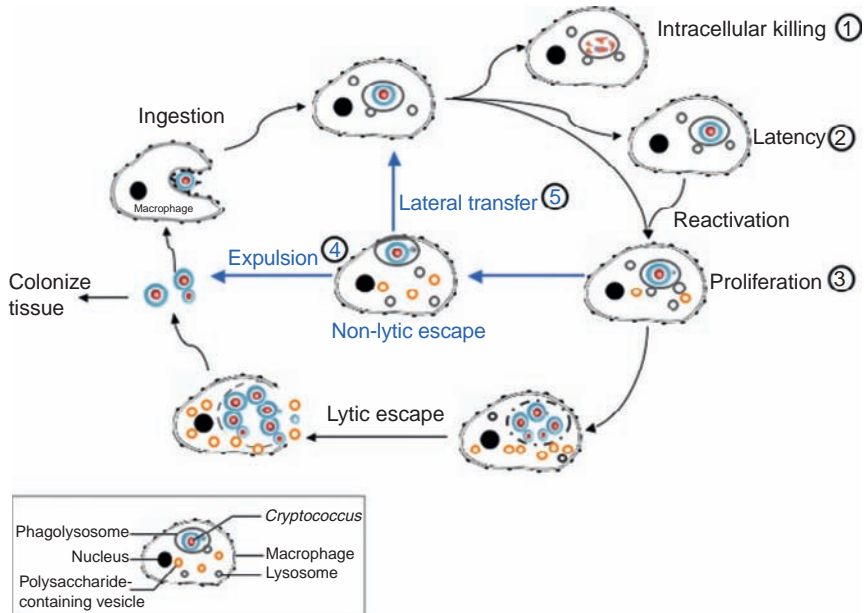 Intracellular killing 1
Ingestion
Latency 2
Macrophage
Lateral transfer 5
Reactivation
Expulsion 4
Proliferation 3
Colonize
tissue
Non-lytic escape
Lytic escape
Phagolysosome
Cryptococcus
Nucleus
Macrophage
Polysaccharide-
containing vesicle
Lysosome